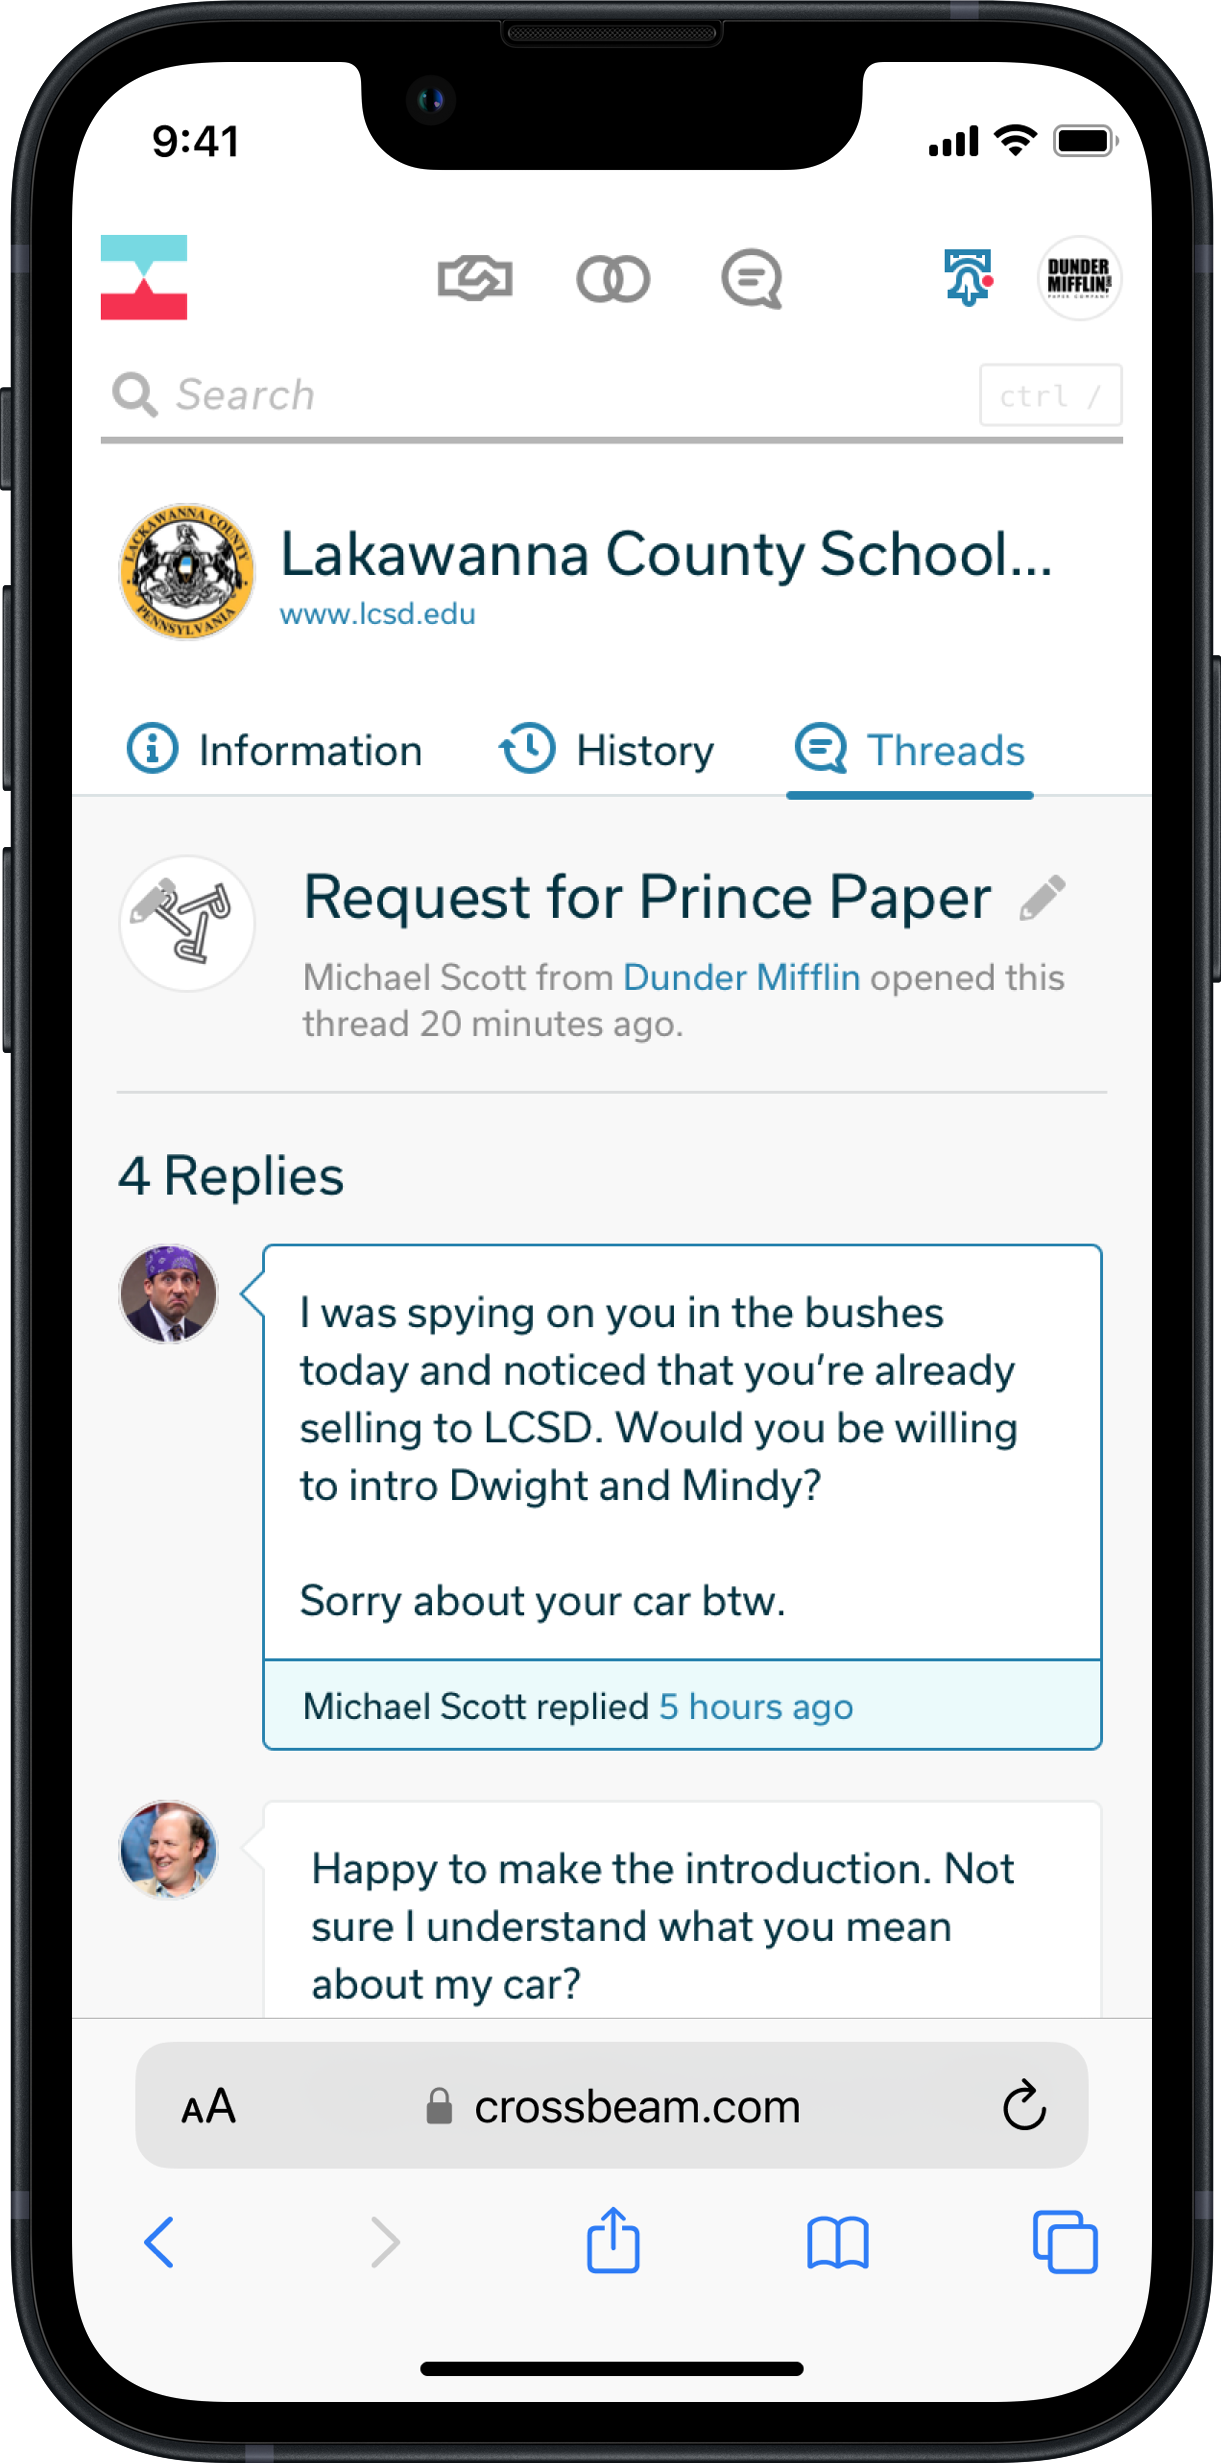 9:41
DUNDER
MIFFLIN
PAPER COMPANY
Search
ctrl /
LACKAWANNA COUNTY
PENNSYLVANIA
Lakawanna County School...
www.lcsd.edu
Information
History
Threads
Request for Prince Paper
Michael Scott from Dunder Mifflin opened this
thread 20 minutes ago.
4 Replies
I was spying on you in the bushes
today and noticed that you’re already
selling to LCSD. Would you be willing
to intro Dwight and Mindy?
Sorry about your car btw.
Michael Scott replied 5 hours ago
Happy to make the introduction. Not
sure I understand what you mean
about my car?
AA
crossbeam.com